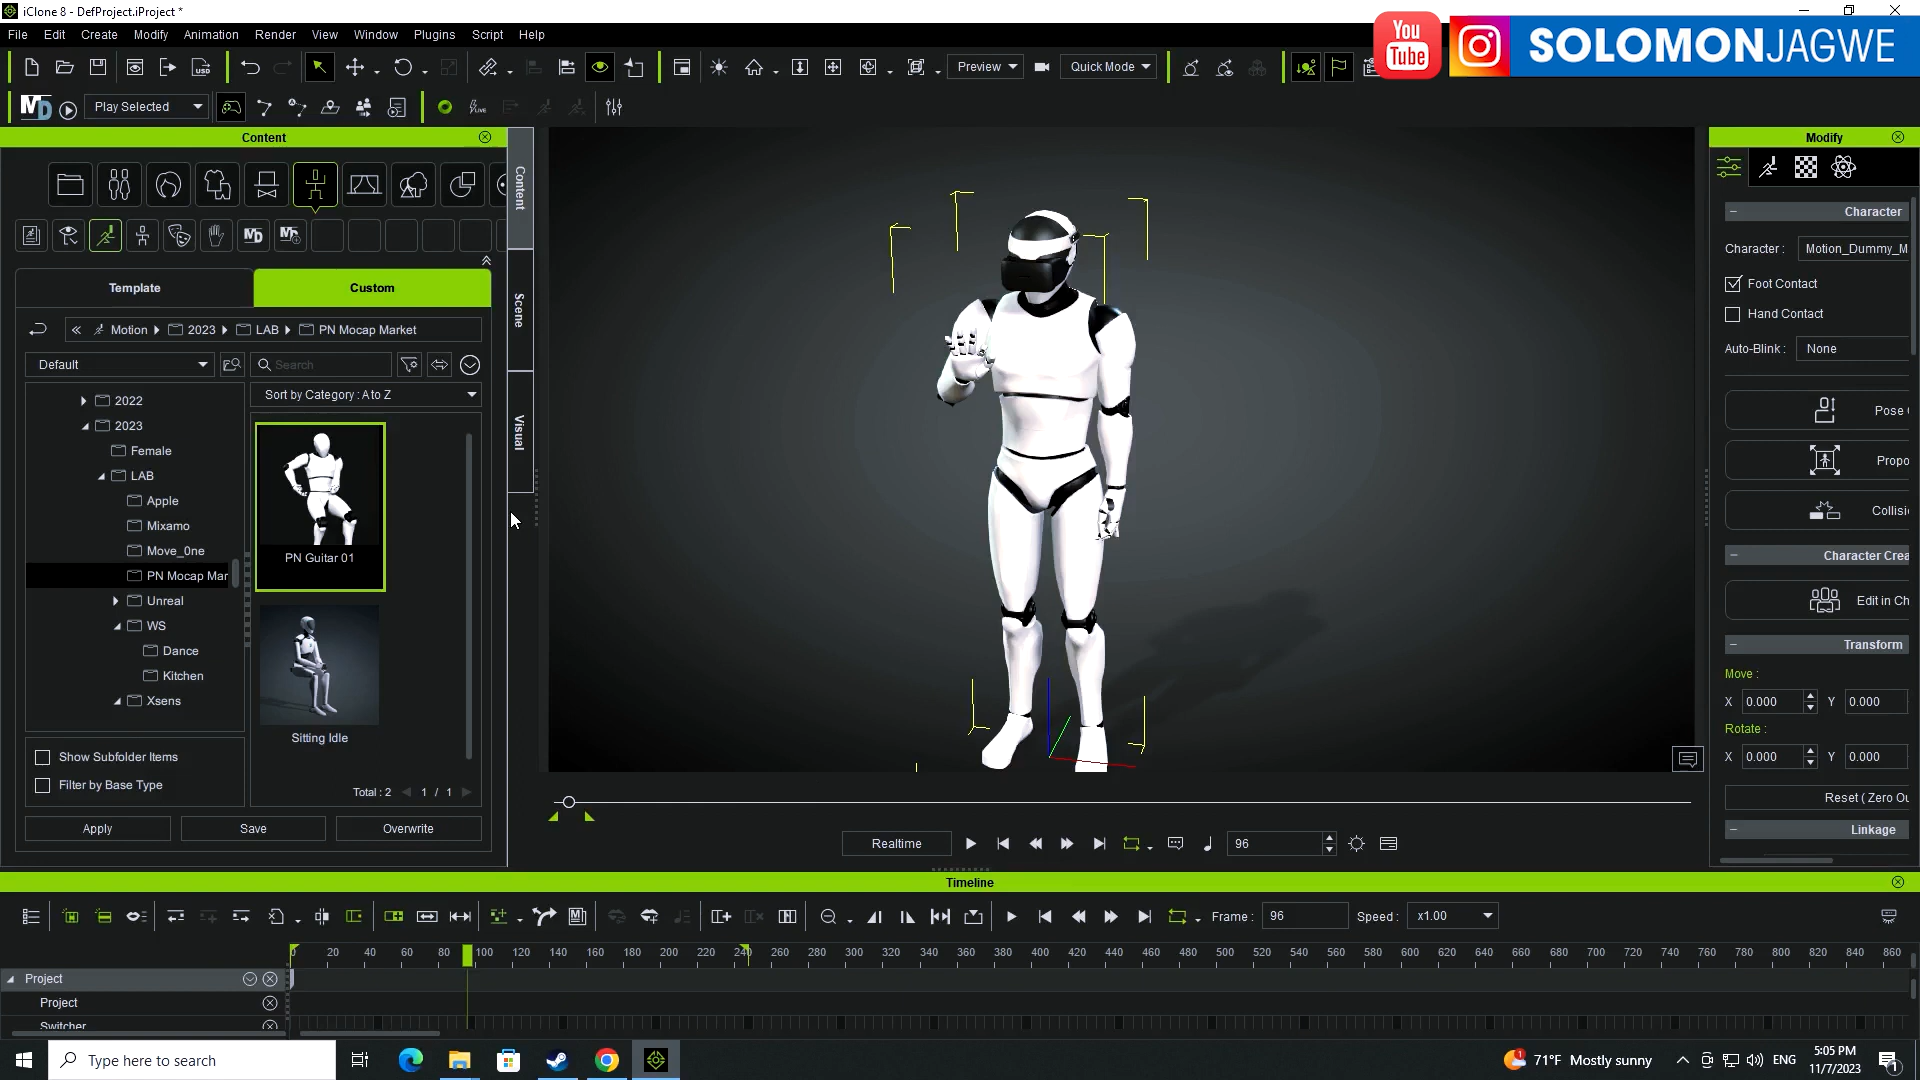 iClone 8 - DefProject.iProject *
File Edit Create Modify Animation Render View Window Plugins Script Help
Preview
Quick Mode
You
Tube
SOLOMONJAGWE
MD
Play Selected
LIVE
Content
Modify
Content
Scene
Visual
MD
Template
Custom
Motion 2023 LAB PN Mocap Market
Default
Search
Sort by Category : A to Z
2022
2023
Female
LAB
Apple
Mixamo
Move_One
PN Mocap Mar
Unreal
WS
Dance
Kitchen
Xsens
PN Guitar 01
Sitting Idle
Show Subfolder Items
Filter by Base Type
Total : 2 1 / 1
Apply
Save
Overwrite
Character
Character : Motion_Dummy_M
Foot Contact
Hand Contact
Auto-Blink : None
Pose
Propo
Collisi
Character Crea
Edit in Ch
Transform
Move :
X 0.000 Y 0.000
Rotate :
X 0.000 Y 0.000
Reset ( Zero Ou
Linkage
Realtime
96
Timeline
Frame : 96 Speed : x1.00
0 20 40 60 80 100 120 140 160 180 200 220 240 260 280 300 320 340 360 380 400 420 440 460 480 500 520 540 560 580 600 620 640 660 680 700 720 740 760 780 800 820 840 860
Project
Project
Switcher
Type here to search
71°F Mostly sunny
ENG
5:05 PM
11/7/2023
1